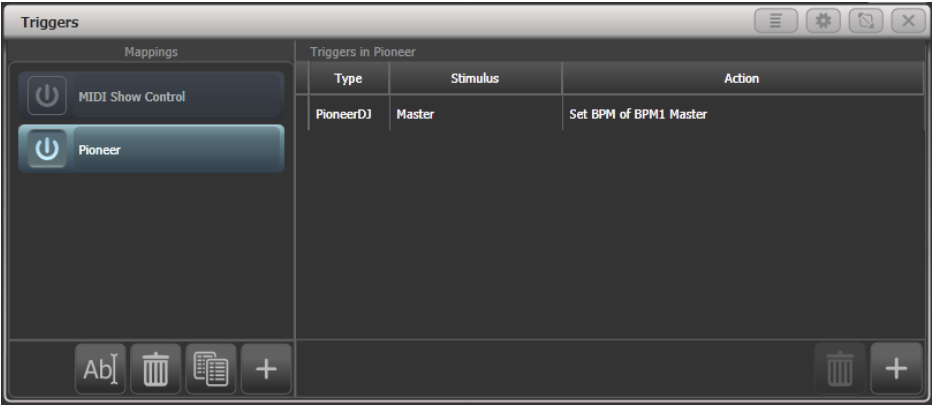 Triggers
Mappings
Triggers in Pioneer
Type Stimulus Action
MIDI Show Control
PioneerDJ Master Set BPM of BPM1 Master
Pioneer
Ab